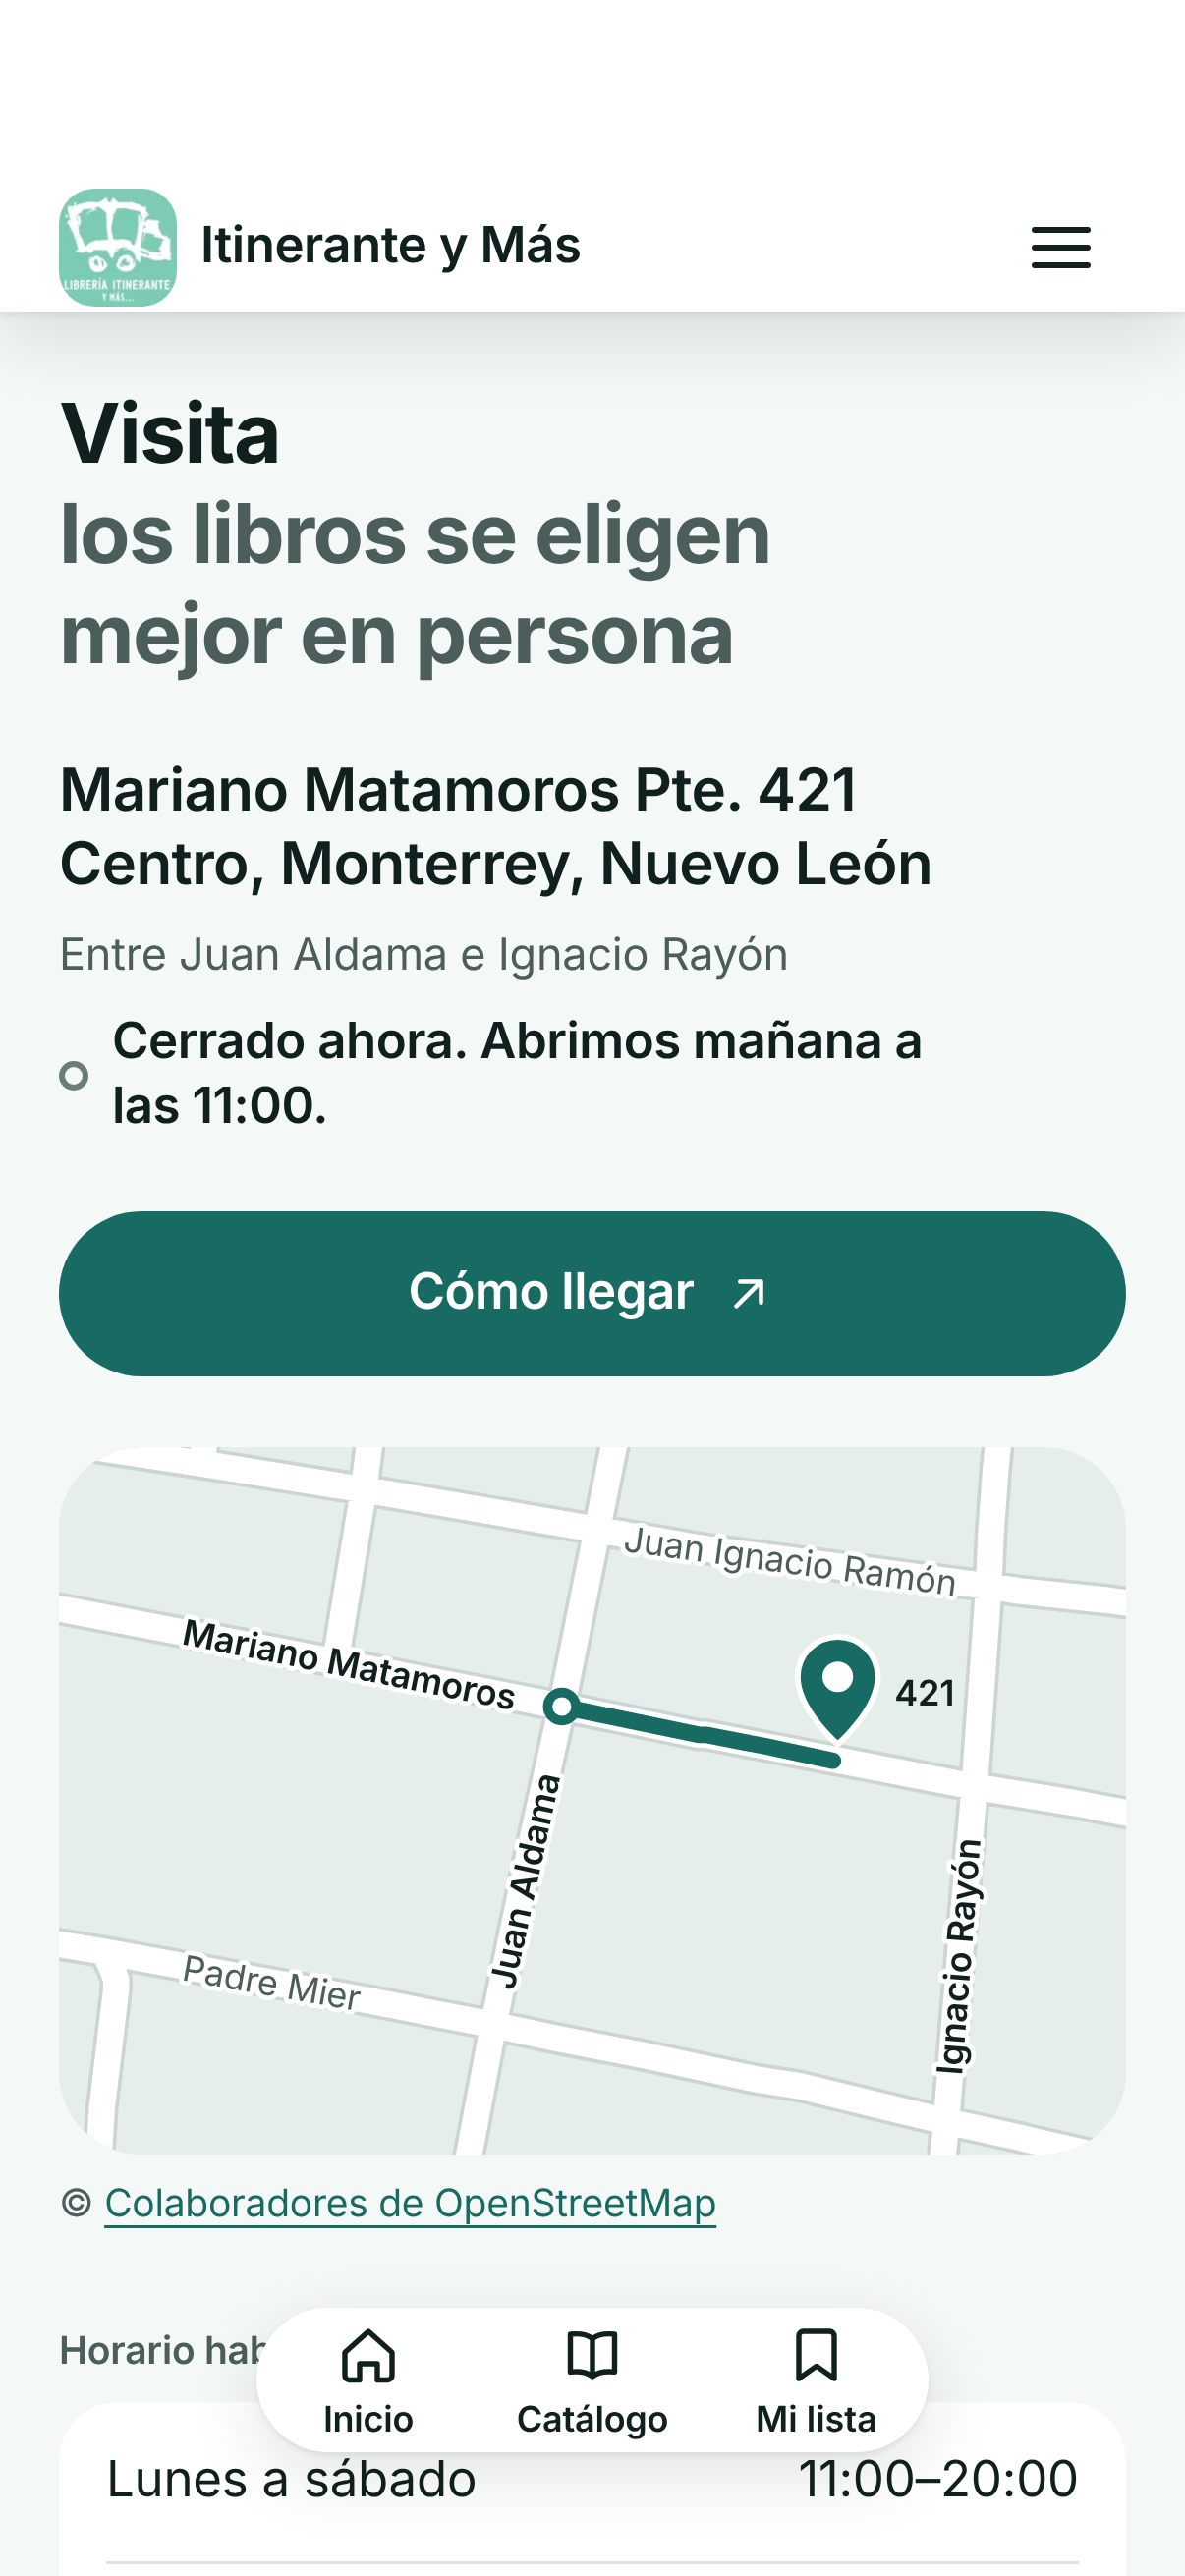 LIBRERÍA ITINERANTE
Y MÁS...
Itinerante y Más
Visita
los libros se eligen
mejor en persona
Mariano Matamoros Pte. 421
Centro, Monterrey, Nuevo León
Entre Juan Aldama e Ignacio Rayón
Cerrado ahora. Abrimos mañana a
las 11:00.
Cómo llegar
Juan Ignacio Ramón
Mariano Matamoros
421
Juan Aldama
Ignacio Rayón
Padre Mier
© Colaboradores de OpenStreetMap
Horario
Inicio
Catálogo
Mi lista
Lunes a sábado
11:00–20:00